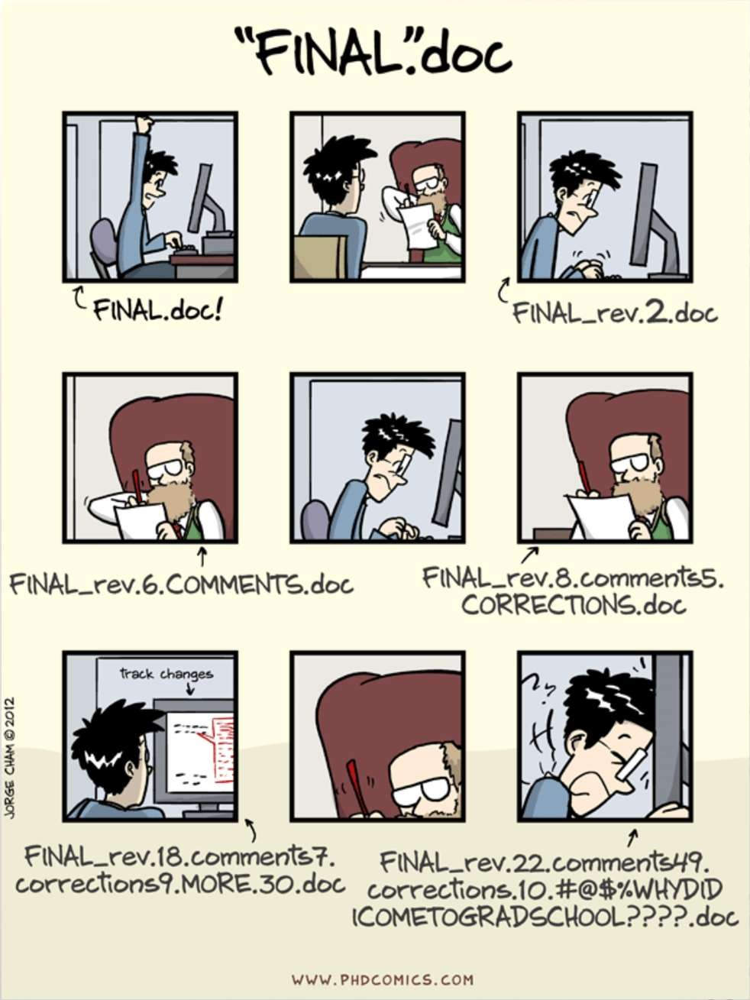 “FINAL”.doc
FINAL.doc!
FINAL_rev.2.doc
FINAL_rev.6.COMMENTS.doc
FINAL_rev.8.comments5.
CORRECTIONS.doc
track changes
FINAL_rev.18.comments7.
corrections9.MORE.30.doc
FINAL_rev.22.comments49.
corrections.10.#@$%WHYDID
ICOMETOGRADSCHOOL????.doc
JORGE CHAM © 2012
WWW.PHDCOMICS.COM